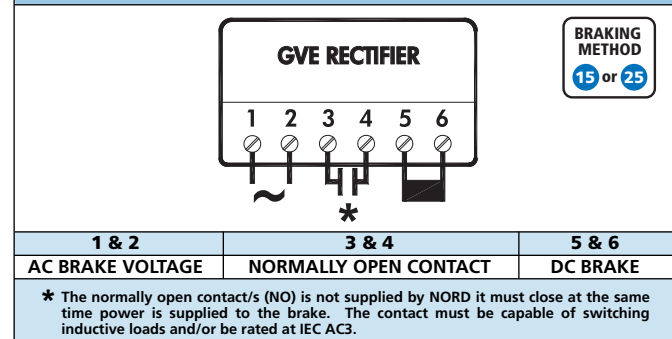 GVE RECTIFIER
1 2 3 4 5 6
~
*
BRAKING
METHOD
15 or 25
1 & 2 3 & 4 5 & 6
AC BRAKE VOLTAGE NORMALLY OPEN CONTACT DC BRAKE
* The normally open contact/s (NO) is not supplied by NORD it must close at the same
time power is supplied to the brake. The contact must be capable of switching
inductive loads and/or be rated at IEC AC3.